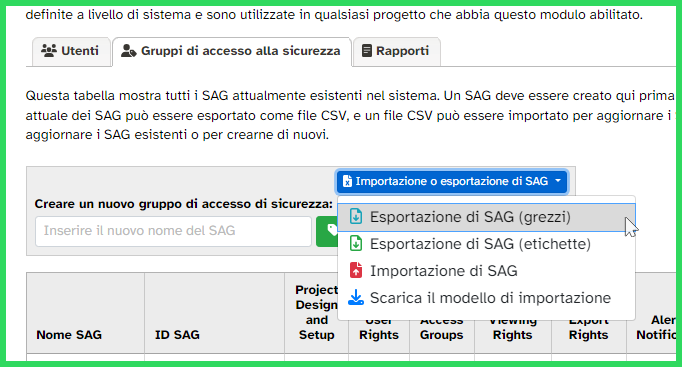 definite a livello di sistema e sono utilizzate in qualsiasi progetto che abbia questo modulo abilitato.
Utenti
Gruppi di accesso alla sicurezza
Rapporti
Questa tabella mostra tutti i SAG attualmente esistenti nel sistema. Un SAG deve essere creato qui prima
attuale dei SAG può essere esportato come file CSV, e un file CSV può essere importato per aggiornare i
aggiornare i SAG esistenti o per crearne di nuovi.
Importazione o esportazione di SAG
Creare un nuovo gruppo di accesso di sicurezza:
Inserire il nuovo nome del SAG
Esportazione di SAG (grezzi)
Esportazione di SAG (etichette)
Importazione di SAG
Scarica il modello di importazione
Nome SAG
ID SAG
Project
Design
and
Setup
User
Rights
Access
Groups
Viewing
Rights
Export
Rights
Aler
Notific